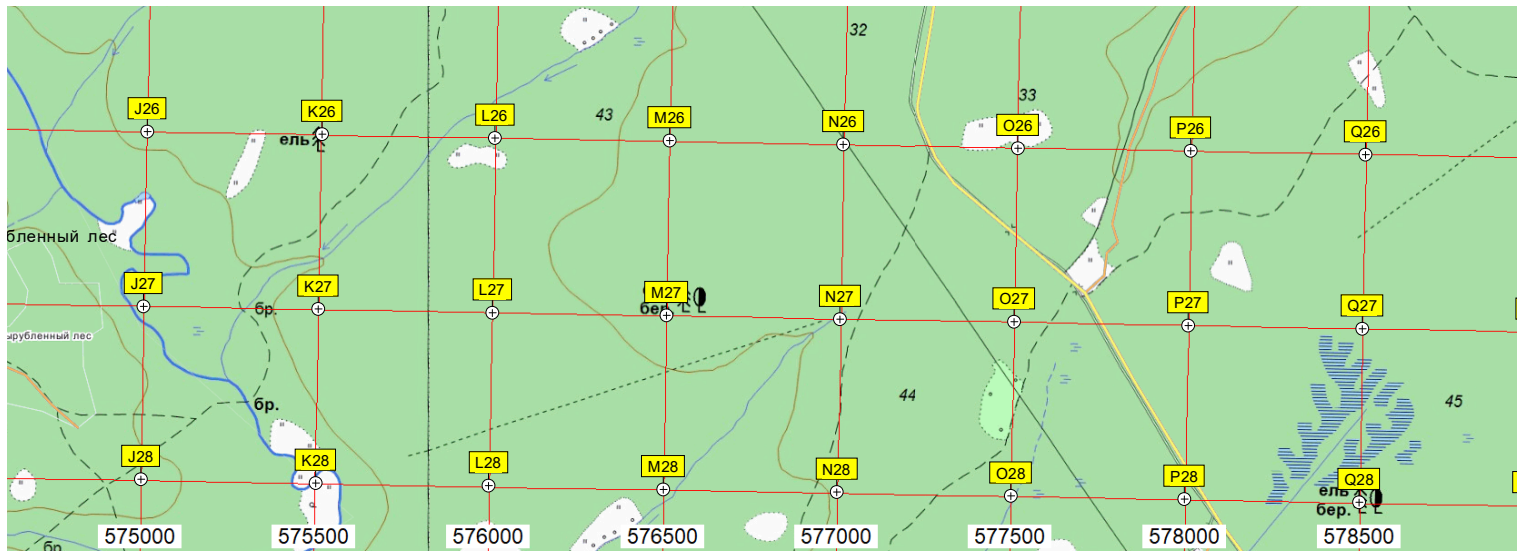 32
33
J26
K26
L26
43
M26
N26
O26
P26
Q26
ель
бленный лес
J27
K27
L27
M27
N27
O27
P27
Q27
бр.
бе
ырубленный лес
бр.
44
45
J28
K28
L28
M28
N28
O28
P28
Q28
ель
бер.
575000
575500
576000
576500
577000
577500
578000
578500
бр